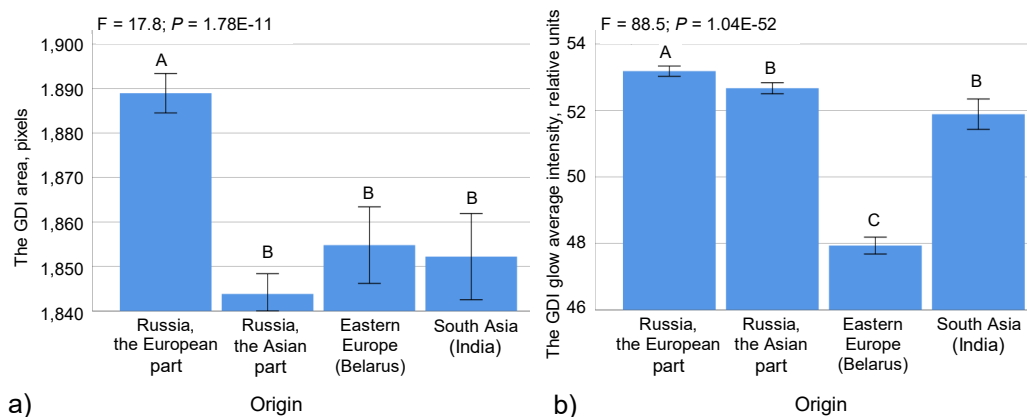 F = 17.8; P = 1.78E-11
The GDI area, pixels
1,900
1,890
1,880
1,870
1,860
1,850
1,840
A
B
B
B
Russia,
the European
part
Russia,
the Asian
part
Eastern
Europe
(Belarus)
South Asia
(India)
a)
Origin
F = 88.5; P = 1.04E-52
The GDI glow average intensity, relative units
54
52
50
48
46
A
B
C
B
Russia,
the European
part
Russia,
the Asian
part
Eastern
Europe
(Belarus)
South Asia
(India)
b)
Origin